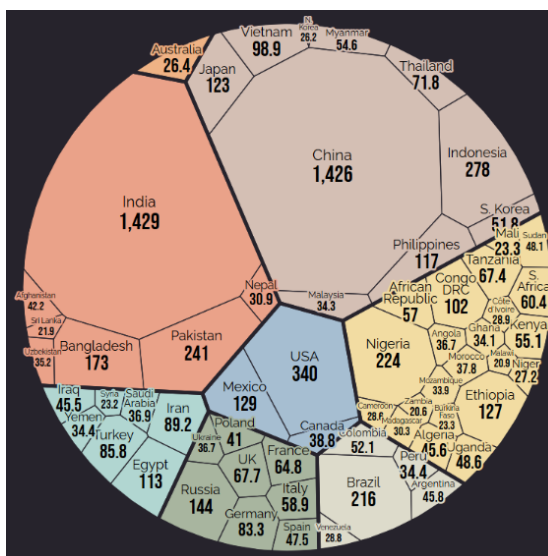 Australia
26.4
Japan
123
Vietnam
98.9
N.
Korea
26.2
Myanmar
54.6
Thailand
71.8
China
1,426
Indonesia
278
S. Korea
51.8
Philippines
117
Malaysia
34.3
India
1,429
Nepal
30.9
Afghanistan
42.2
Sri Lanka
21.9
Uzbekistan
35.2
Bangladesh
173
Pakistan
241
USA
340
Mexico
129
Canada
38.8
Mali
23.3
Sudan
48.1
Tanzania
67.4
S.
Africa
60.4
African
Republic
57
Congo
DRC
102
Côte
d'Ivoire
28.9
Kenya
55.1
Angola
36.7
Ghana
34.1
Nigeria
224
Morocco
37.8
Malawi
20.9
Niger
27.2
Mozambique
33.9
Ethiopia
127
Cameroon
28.6
Zambia
20.6
Madagascar
30.3
Burkina
Faso
23.3
Algeria
45.6
Uganda
48.6
Iraq
45.5
Syria
23.2
Saudi
Arabia
36.9
Iran
89.2
Yemen
34.4
Turkey
85.8
Egypt
113
Ukraine
36.7
Poland
41
UK
67.7
France
64.8
Russia
144
Italy
58.9
Germany
83.3
Spain
47.5
Colombia
52.1
Peru
34.4
Brazil
216
Argentina
45.8
Venezuela
28.8